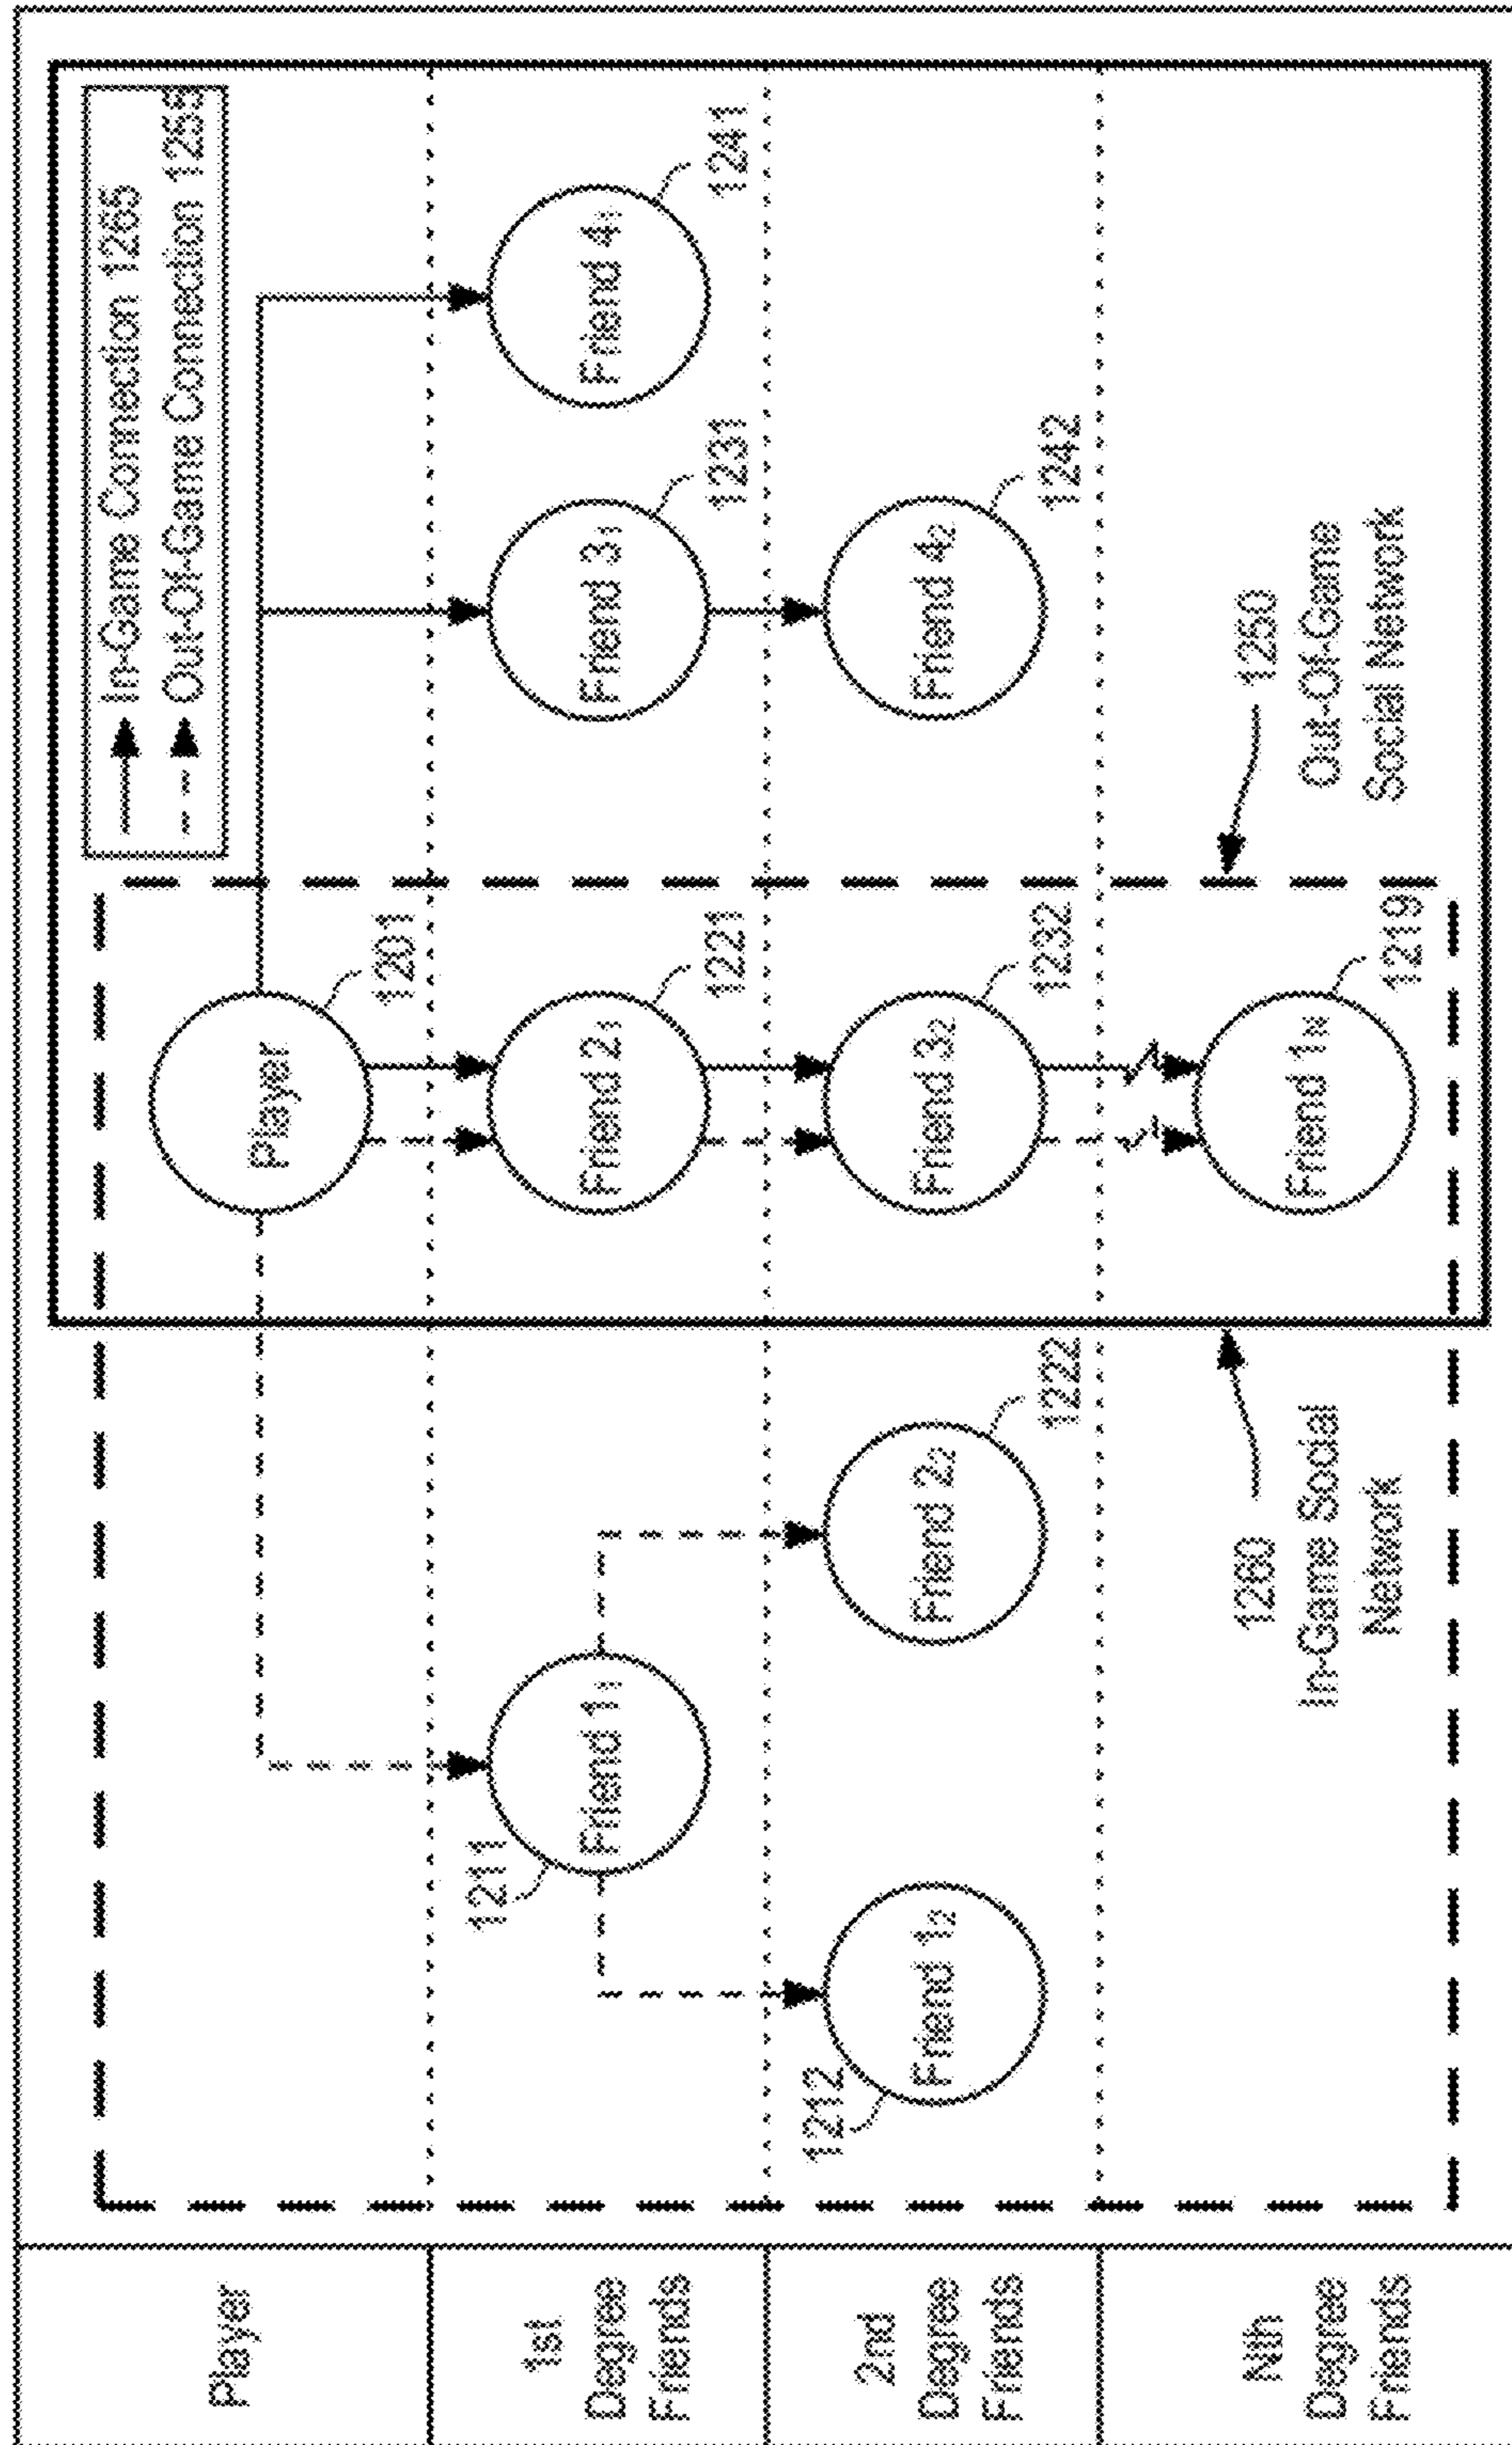 In-Game Connection 1265
Out-Of-Game Connection 1255
Player
Player
1201
1st
Degree
Friends
1211
Friend 1₁
Friend 2₁
1221
Friend 3₁
1231
Friend 4₁
1241
2nd
Degree
Friends
1212
Friend 1₂
Friend 2₂
1222
Friend 3₂
1232
Friend 4₂
1242
Nth
Degree
Friends
1260
In-Game Social
Network
Friend 1N
1219
1250
Out-Of-Game
Social Network